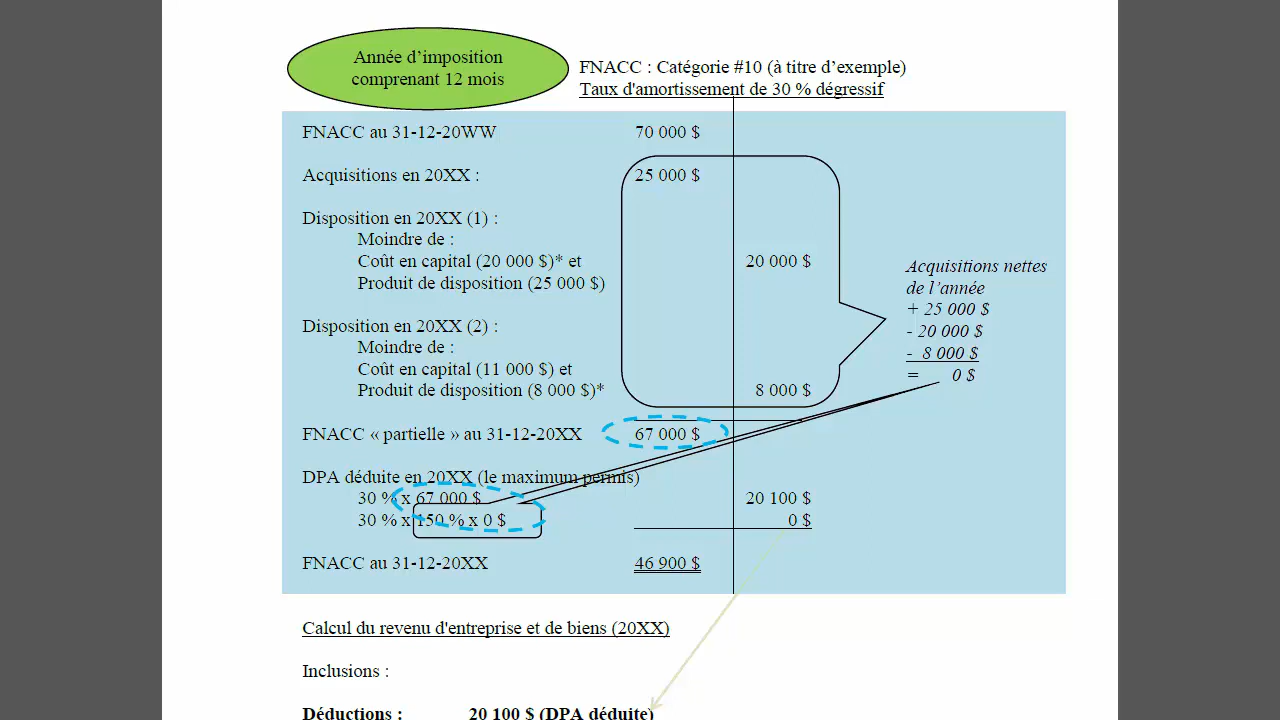 Année d’imposition
comprenant 12 mois
FNACC : Catégorie #10 (à titre d’exemple)
Taux d'amortissement de 30 % dégressif
FNACC au 31-12-20WW 70 000 $
Acquisitions en 20XX : 25 000 $
Disposition en 20XX (1) :
Moindre de :
Coût en capital (20 000 $)* et 20 000 $
Produit de disposition (25 000 $)
Disposition en 20XX (2) :
Moindre de :
Coût en capital (11 000 $) et
Produit de disposition (8 000 $)* 8 000 $
Acquisitions nettes
de l’année
+ 25 000 $
- 20 000 $
- 8 000 $
= 0 $
FNACC « partielle » au 31-12-20XX 67 000 $
DPA déduite en 20XX (le maximum permis)
30 % x 67 000 $ 20 100 $
30 % x 150 % x 0 $ 0 $
FNACC au 31-12-20XX 46 900 $
Calcul du revenu d'entreprise et de biens (20XX)
Inclusions :
Déductions : 20 100 $ (DPA déduite)